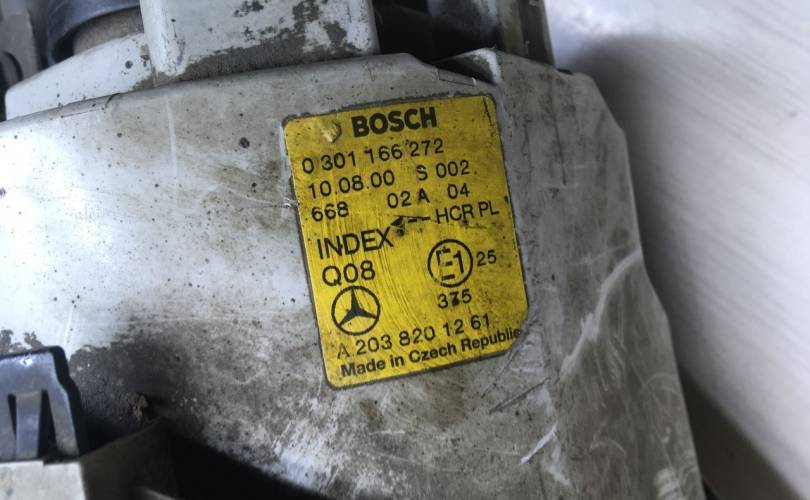 BOSCH
0 301 166 272
10.08.00 S 002
668 02 A 04
HCR PL
INDEX
Q08
E1 25
375
A 203 820 12 61
Made in Czech Republic